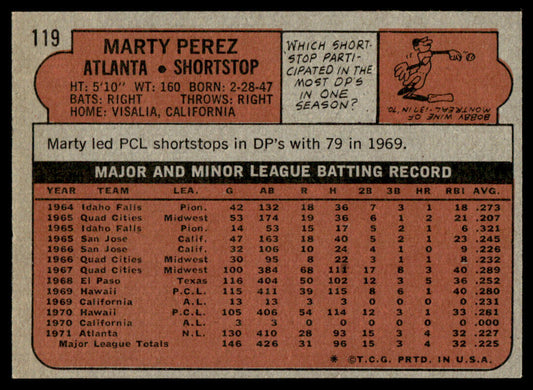 119
MARTY PEREZ
ATLANTA • SHORTSTOP
HT: 5'10" WT: 160 BORN: 2-28-47
BATS: RIGHT THROWS: RIGHT
HOME: VISALIA, CALIFORNIA
WHICH SHORT-
STOP PARTI-
CIPATED IN THE
MOST DP'S
IN ONE
SEASON?
BOBBY WINE OF
MONTREAL-137 IN '70
Marty led PCL shortstops in DP's with 79 in 1969.
MAJOR AND MINOR LEAGUE BATTING RECORD
YEAR TEAM LEA. G AB R H 2B 3B HR RBI AVG.
1964 Idaho Falls Pion. 42 132 18 36 7 3 1 18 .273
1965 Quad Cities Midwest 53 174 19 36 6 1 2 21 .207
1965 Idaho Falls Pion. 14 53 15 17 5 1 2 13 .321
1965 San Jose Calif. 47 163 18 40 5 2 1 23 .245
1966 San Jose Calif. 32 106 10 24 4 1 0 19 .226
1966 Quad Cities Midwest 30 95 8 22 3 1 0 6 .232
1967 Quad Cities Midwest 100 384 68 111 17 8 3 40 .289
1968 El Paso Texas 116 404 50 102 12 3 5 36 .252
1969 Hawaii P.C.L. 115 411 39 115 8 6 1 40 .280
1969 California A.L. 13 13 3 3 0 0 0 0 .231
1970 Hawaii P.C.L. 105 406 54 114 9 1 3 33 .281
1970 California A.L. 3 3 0 0 0 0 0 0 .000
1971 Atlanta N.L. 130 410 28 93 15 3 4 32 .227
Major League Totals 146 426 31 96 15 3 4 32 .225
* ©T.C.G. PRTD. IN U.S.A.